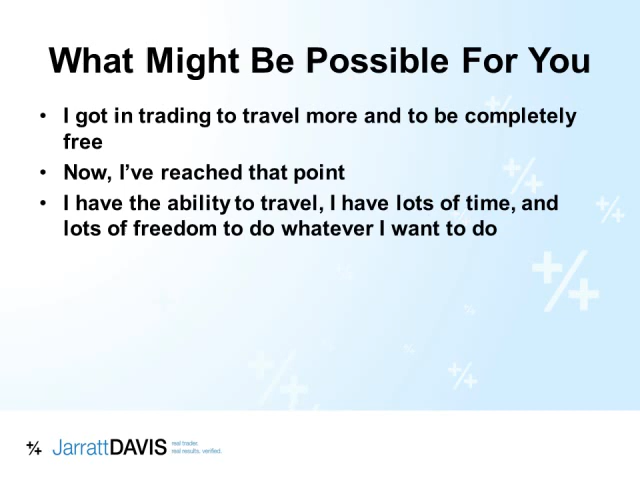 What Might Be Possible For You
• I got in trading to travel more and to be completely
free
• Now, I’ve reached that point
• I have the ability to travel, I have lots of time, and
lots of freedom to do whatever I want to do
JarrattDAVIS
real trades
real results, verified.